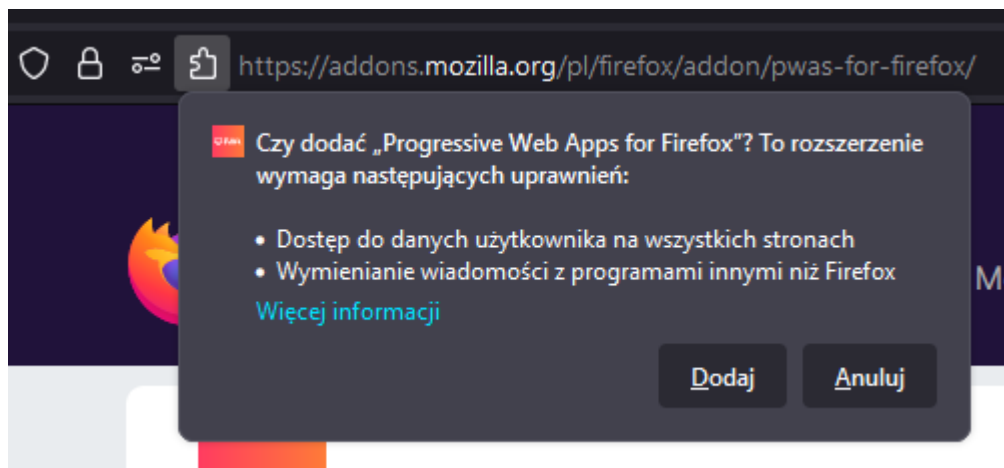 https://addons.mozilla.org/pl/firefox/addon/pwas-for-firefox/
Czy dodać „Progressive Web Apps for Firefox”? To rozszerzenie
wymaga następujących uprawnień:
• Dostęp do danych użytkownika na wszystkich stronach
• Wymienianie wiadomości z programami innymi niż Firefox
Więcej informacji
M
Dodaj
Anuluj